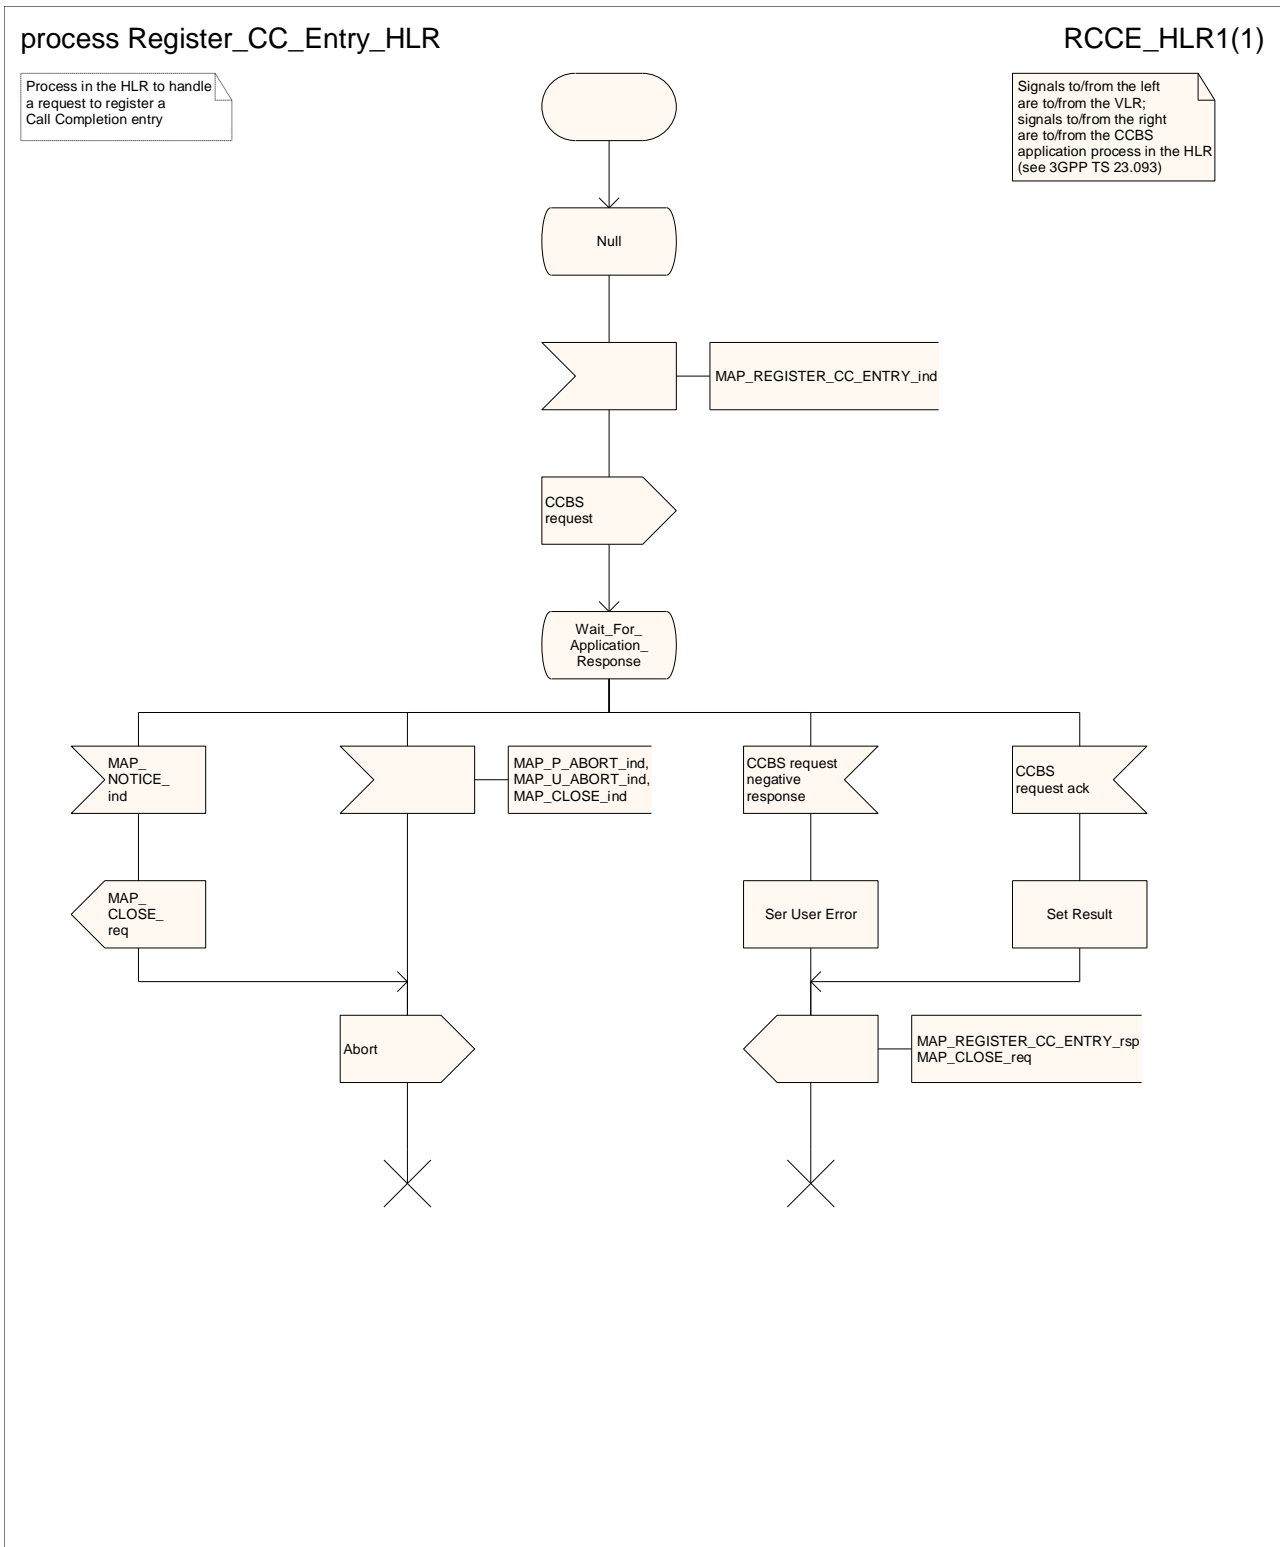 process Register_CC_Entry_HLR
RCCE_HLR1(1)
Process in the HLR to handle
a request to register a
Call Completion entry
Signals to/from the left
are to/from the VLR;
signals to/from the right
are to/from the CCBS
application process in the HLR
(see 3GPP TS 23.093)
Null
MAP_REGISTER_CC_ENTRY_ind
CCBS
request
Wait_For_
Application_
Response
MAP_
NOTICE_
ind
MAP_P_ABORT_ind,
MAP_U_ABORT_ind,
MAP_CLOSE_ind
CCBS request
negative
response
CCBS
request ack
MAP_
CLOSE_
req
Ser User Error
Set Result
Abort
MAP_REGISTER_CC_ENTRY_rsp
MAP_CLOSE_req